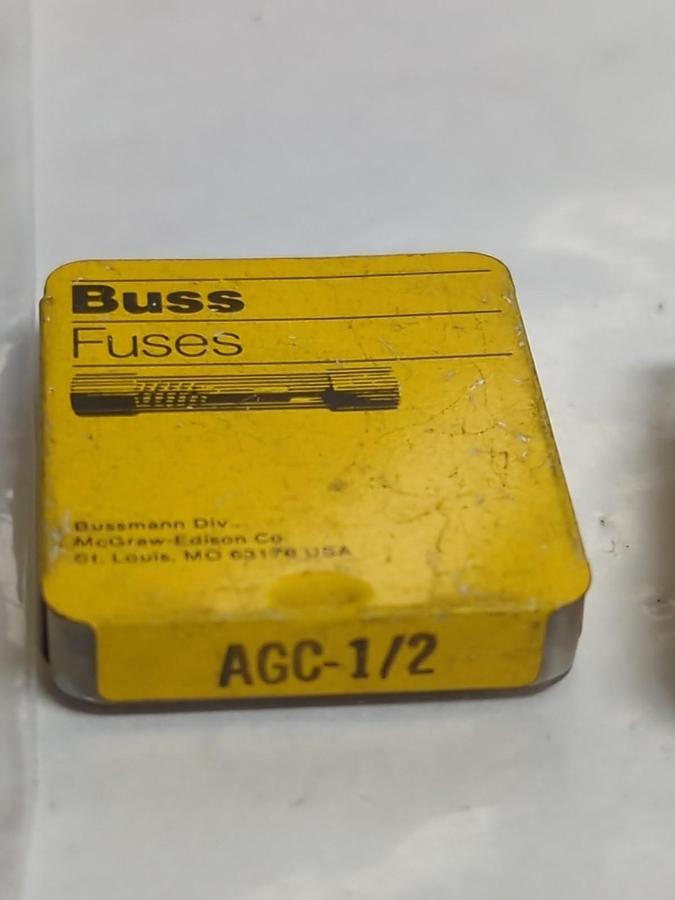 Buss
Fuses
Bussmann Div.
McGraw-Edison Co.
St. Louis, MO 63178 USA
AGC-1/2